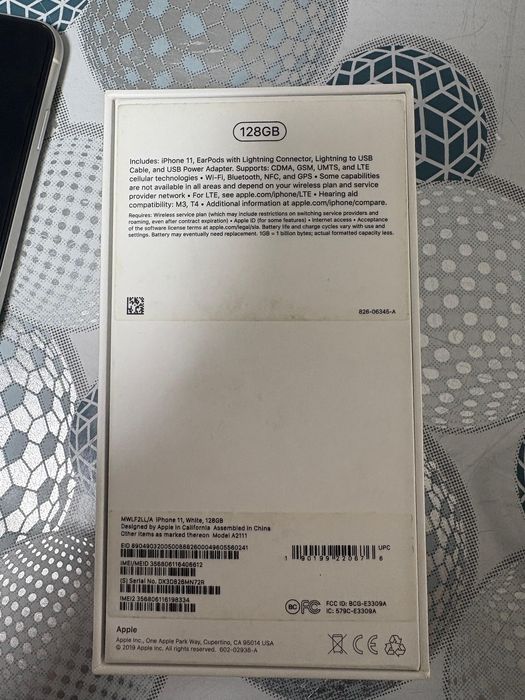 128GB
Includes: iPhone 11, EarPods with Lightning Connector, Lightning to USB
Cable, and USB Power Adapter. Supports: CDMA, GSM, UMTS, and LTE
cellular technologies • Wi-Fi, Bluetooth, NFC, and GPS • Some capabilities
are not available in all areas and depend on your wireless plan and service
provider network • For LTE, see apple.com/iphone/LTE • Hearing aid
compatibility: M3, T4 • Additional information at apple.com/iphone/compare.
Requires: Wireless service plan (which may include restrictions on switching service providers and
roaming, even after contract expiration) • Apple ID (for some features) • Internet access • Acceptance
of the software license terms at apple.com/legal/sla. Battery life and charge cycles vary with use and
settings. Battery may eventually need replacement. 1GB = 1 billion bytes; actual formatted capacity less.
826-06345-A
MWLF2LL/A iPhone 11, White, 128GB
Designed by Apple in California Assembled in China
Other items as marked thereon Model A2111
EID 89049032005008882600049605560241
UPC
IMEI/MEID 356806116406612
1 90199 22067 6
(S) Serial No. DX3DB26MN72R
IMEI2 356806116198334
FCC ID: BCG-E3309A
IC: 579C-E3309A
Apple
Apple Inc., One Apple Park Way, Cupertino, CA 95014 USA
© 2019 Apple Inc. All rights reserved. 602-02938-A